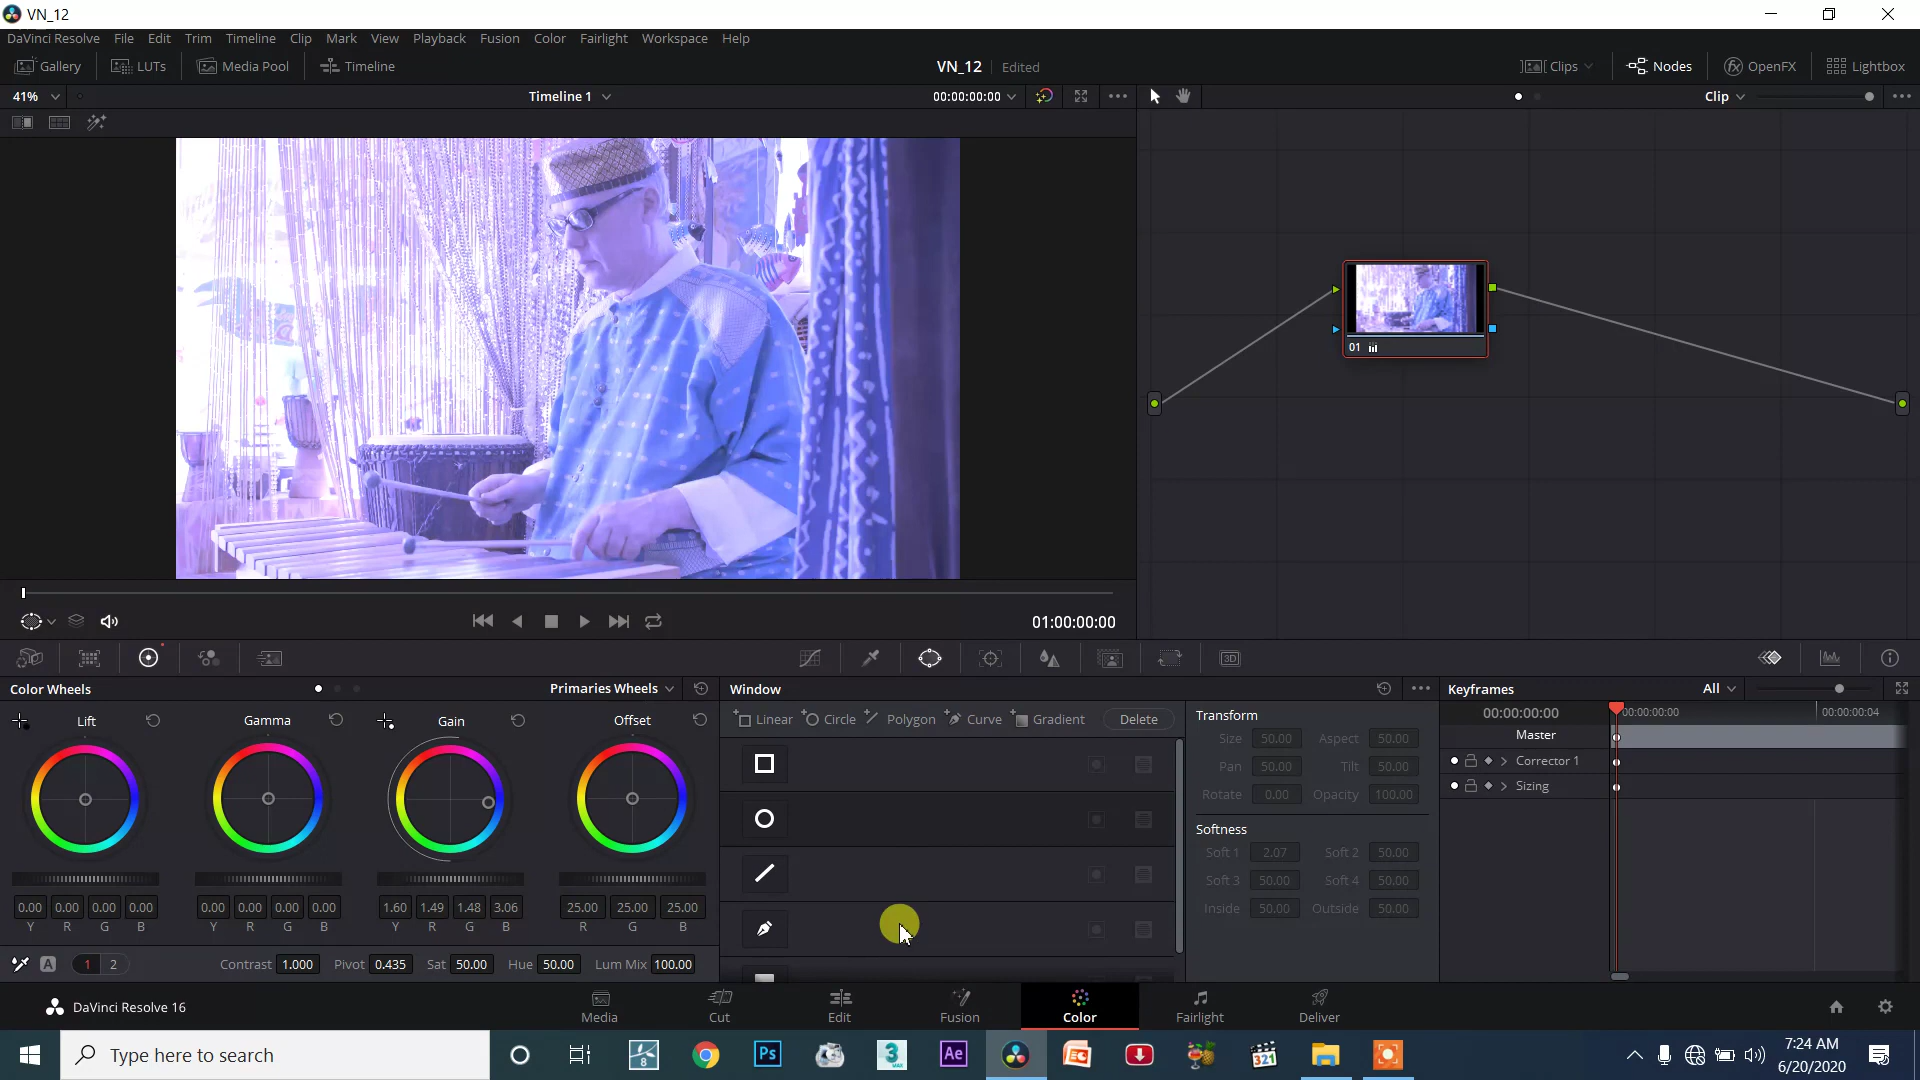 VN_12
DaVinci Resolve File Edit Trim Timeline Clip Mark View Playback Fusion Color Fairlight Workspace Help
Gallery LUTs Media Pool Timeline VN_12 Edited Clips Nodes OpenFX Lightbox
41% Timeline 1 00:00:00:00 Clip
01
01:00:00:00
3D
Color Wheels Primaries Wheels Window Keyframes All
Lift Gamma Gain Offset Linear Circle Polygon Curve Gradient Delete Transform 00:00:00:00 00:00:00:00 00:00:00:04
Size 50.00 Aspect 50.00 Master
Pan 50.00 Tilt 50.00 Corrector 1
Rotate 0.00 Opacity 100.00 Sizing
Softness
Soft 1 2.07 Soft 2 50.00
Soft 3 50.00 Soft 4 50.00
0.00 0.00 0.00 0.00 0.00 0.00 0.00 0.00 1.60 1.49 1.48 3.06 25.00 25.00 25.00 Inside 50.00 Outside 50.00
Y R G B Y R G B Y R G B R G B
A 1 2 Contrast 1.000 Pivot 0.435 Sat 50.00 Hue 50.00 Lum Mix 100.00
DaVinci Resolve 16 Media Cut Edit Fusion Color Fairlight Deliver
Type here to search 8 Ps 3 MAX Ae 321 7:24 AM
6/20/2020